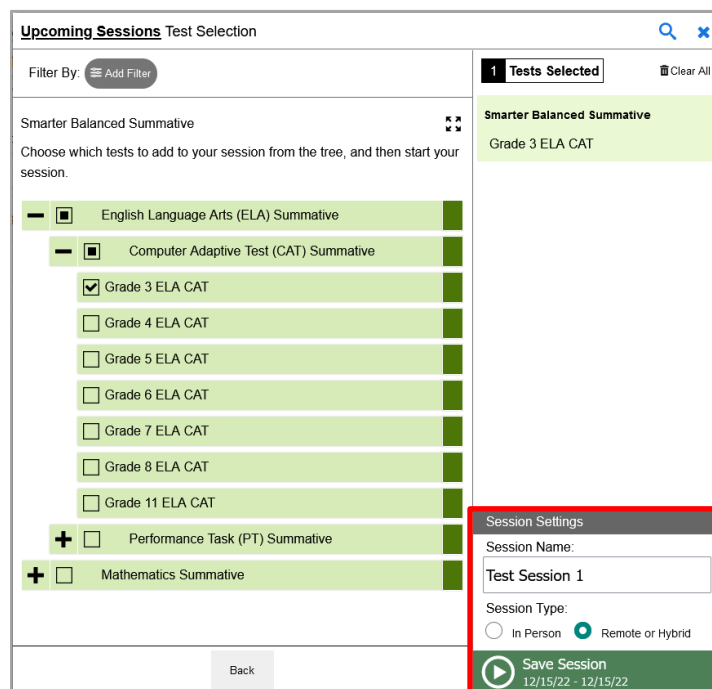 Upcoming Sessions Test Selection
Filter By: Add Filter
Smarter Balanced Summative
Choose which tests to add to your session from the tree, and then start your
session.
English Language Arts (ELA) Summative
Computer Adaptive Test (CAT) Summative
Grade 3 ELA CAT
Grade 4 ELA CAT
Grade 5 ELA CAT
Grade 6 ELA CAT
Grade 7 ELA CAT
Grade 8 ELA CAT
Grade 11 ELA CAT
Performance Task (PT) Summative
Mathematics Summative
Back
1 Tests Selected Clear All
Smarter Balanced Summative
Grade 3 ELA CAT
Session Settings
Session Name:
Test Session 1
Session Type:
In Person Remote or Hybrid
Save Session
12/15/22 - 12/15/22